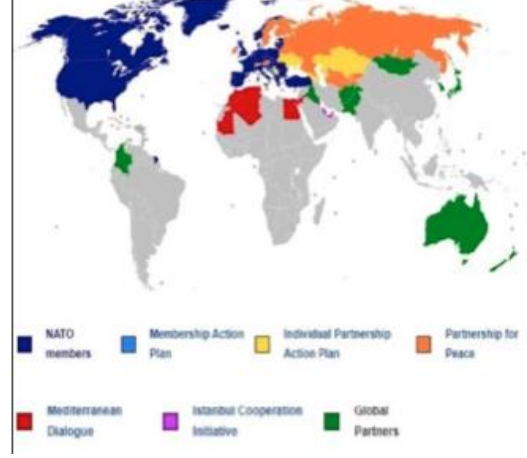 NATO
members
Membership Action
Plan
Individual Partnership
Action Plan
Partnership for
Peace
Mediterranean
Dialogue
Istanbul Cooperation
Initiative
Global
Partners